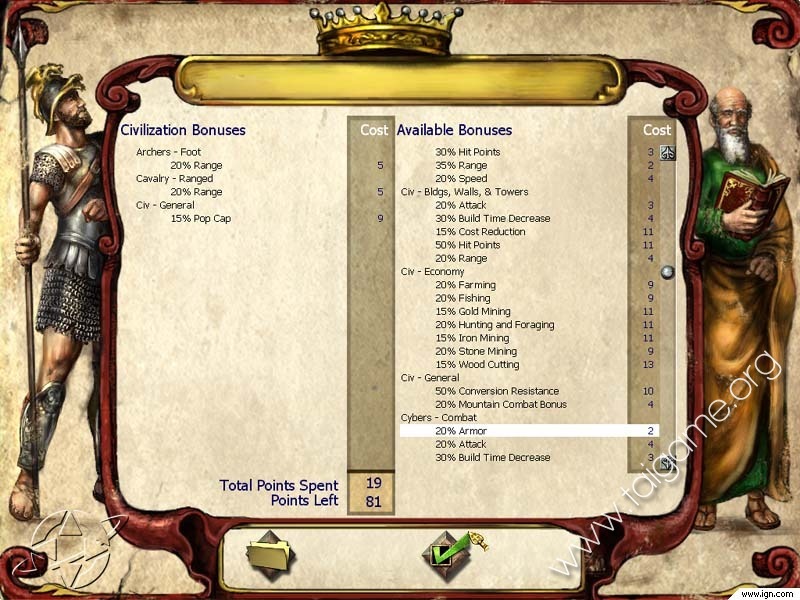 Civilization Bonuses Cost
Archers - Foot
20% Range 5
Cavalry - Ranged
20% Range 5
Civ - General
15% Pop Cap 9
Total Points Spent 19
Points Left 81
Available Bonuses Cost
30% Hit Points 3
35% Range 2
20% Speed 4
Civ - Bldgs, Walls, & Towers
20% Attack 3
30% Build Time Decrease 4
15% Cost Reduction 11
50% Hit Points 11
20% Range 4
Civ - Economy
20% Farming 9
20% Fishing 9
15% Gold Mining 11
20% Hunting and Foraging 11
15% Iron Mining 11
20% Stone Mining 9
15% Wood Cutting 13
Civ - General
50% Conversion Resistance 10
20% Mountain Combat Bonus 4
Cybers - Combat
20% Armor 2
20% Attack 4
30% Build Time Decrease 3
www.taigame.org
www.ign.com